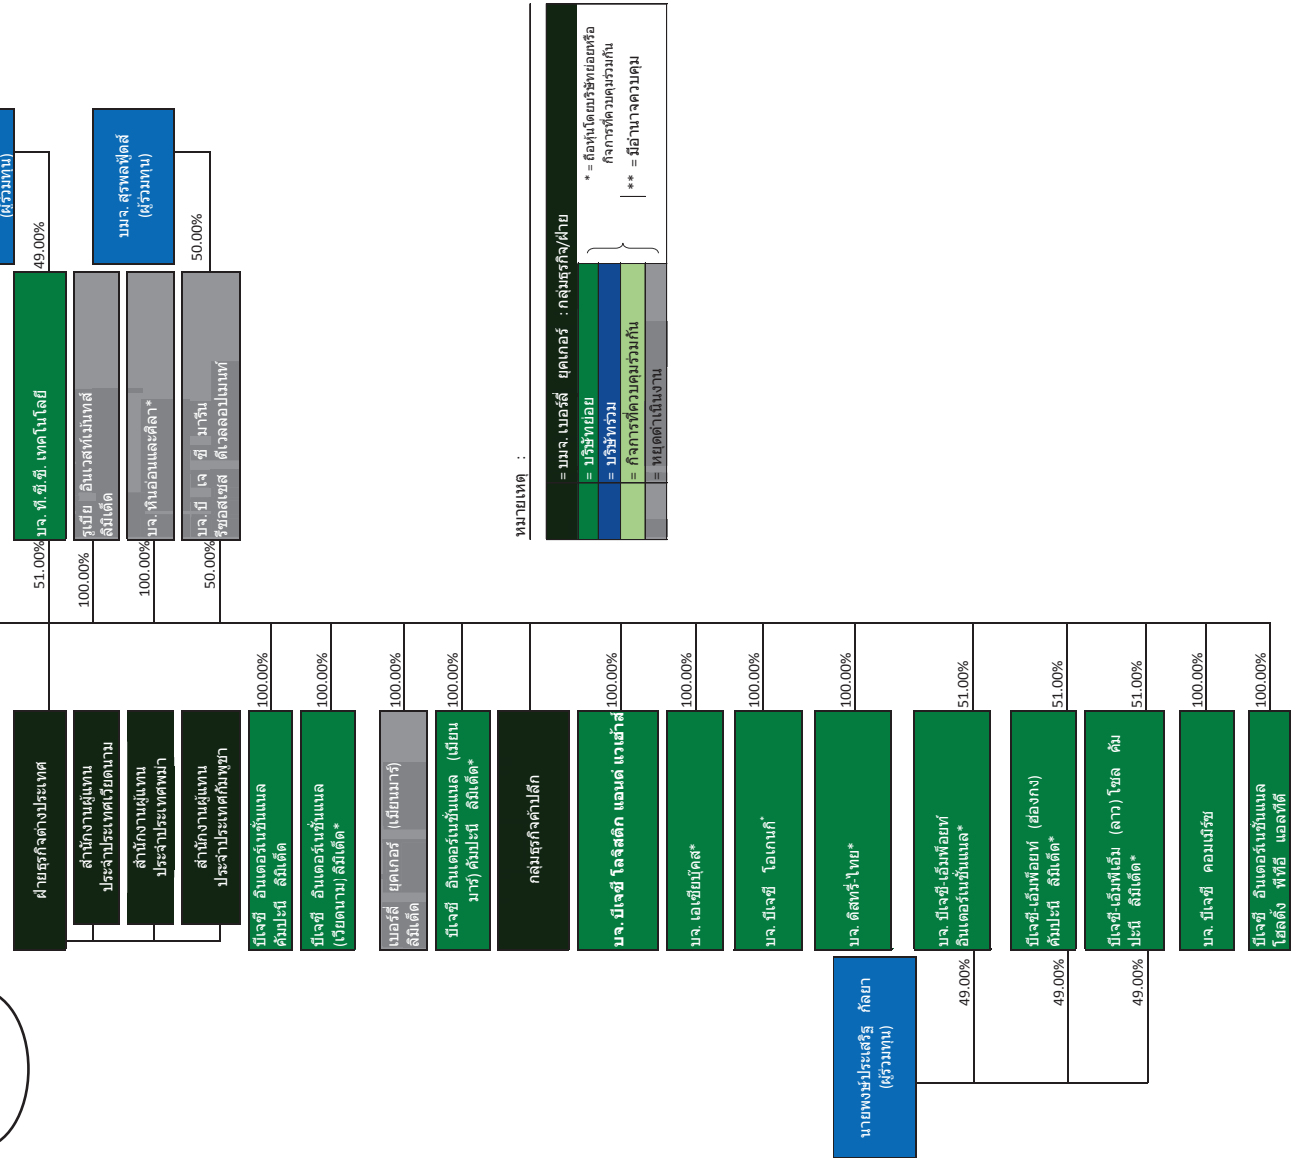 (ผู้ร่วมทุน)
49.00%
บมจ. สุรพลฟู้ดส์
(ผู้ร่วมทุน)
50.00%
บจ. ที.ซี.ซี. เทคโนโลยี
51.00%
รูเบีย อินเวสท์เม้นทส์
ลิมิเต็ด
100.00%
บจ. หินอ่อนและศิลา*
100.00%
บจ. บี เจ ซี มารีน
รีซอสเซส ดีเวลลอปเมนท์
50.00%
ฝ่ายธุรกิจต่างประเทศ
สำนักงานผู้แทน
ประจำประเทศเวียดนาม
สำนักงานผู้แทน
ประจำประเทศพม่า
สำนักงานผู้แทน
ประจำประเทศกัมพูชา
100.00%
บีเจซี อินเตอร์เนชั่นแนล
คัมปะนี ลิมิเต็ด
100.00%
บีเจซี อินเตอร์เนชั่นแนล
(เวียดนาม) ลิมิเต็ด*
100.00%
เบอร์ลี่ ยุคเกอร์ (เมียนมาร์)
ลิมิเต็ด
100.00%
บีเจซี อินเตอร์เนชั่นแนล (เมียน
มาร์) คัมปะนี ลิมิเต็ด*
กลุ่มธุรกิจค้าปลีก
100.00%
บจ. บีเจซี โลจิสติก แอนด์ แวเฮ้าส์
100.00%
บจ. เอเชียบุ๊คส*
100.00%
บจ. บีเจซี โอเกนกิ*
100.00%
บจ. ดิสทรี-ไทย*
51.00%
บจ. บีเจซี-เอ็มพ็อยท์
อินเตอร์เนชั่นแนล*
49.00%
51.00%
บีเจซี-เอ็มพ็อยท์ (ฮ่องกง)
คัมปะนี ลิมิเต็ด*
49.00%
51.00%
บีเจซี-เอ็มพีเอ็ม (ลาว) โซล คัม
ปะนี ลิมิเต็ด*
49.00%
นายพงษ์ประเสริฐ กัลยา
(ผู้ร่วมทุน)
100.00%
บจ. บีเจซี คอมเมิร์ซ
100.00%
บีเจซี อินเตอร์เนชั่นแนล
โฮลดิ้ง พีทีอี แอลทีดี
หมายเหตุ :
= บมจ. เบอร์ลี่ ยุคเกอร์ : กลุ่มธุรกิจ/ฝ่าย
= บริษัทย่อย
= บริษัทร่วม
= กิจการที่ควบคุมร่วมกัน
= หยุดดำเนินงาน
* = ถือหุ้นโดยบริษัทย่อยหรือ
กิจการที่ควบคุมร่วมกัน
** = มีอำนาจควบคุม